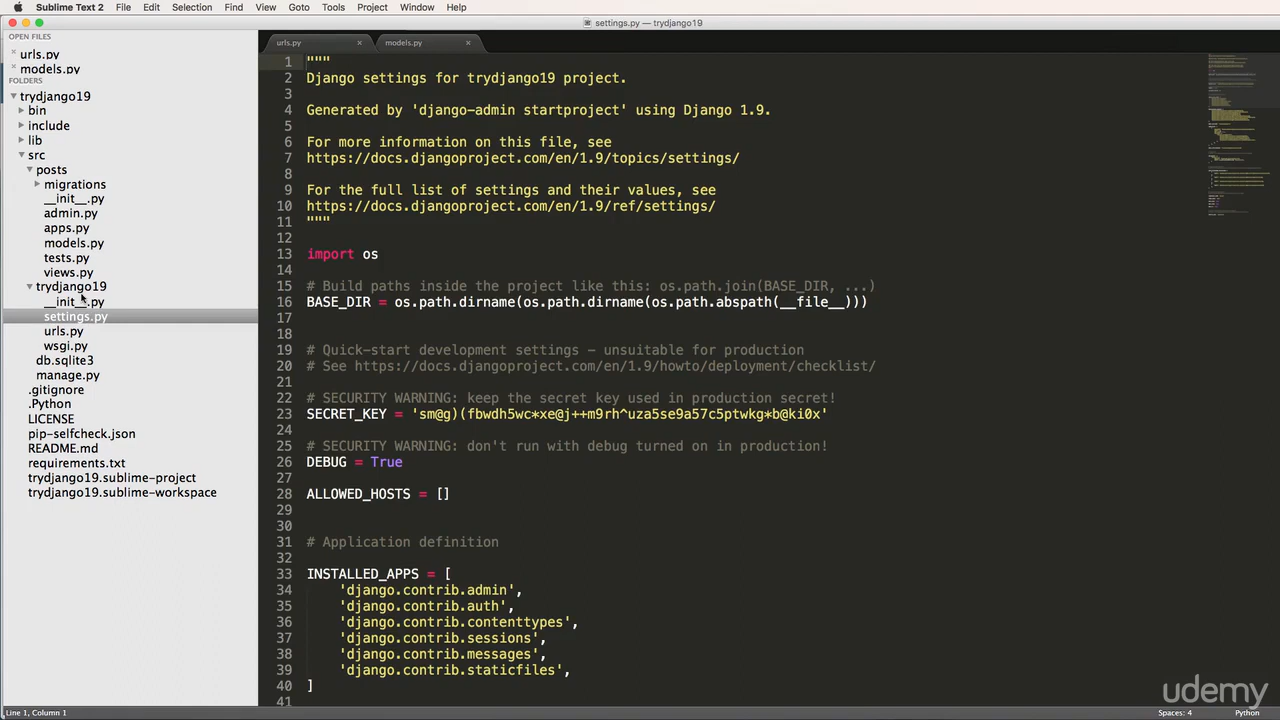 Sublime Text 2 File Edit Selection Find View Goto Tools Project Window Help
settings.py — trydjango19
OPEN FILES
urls.py
models.py
FOLDERS
trydjango19
bin
include
lib
src
posts
migrations
__init__.py
admin.py
apps.py
models.py
tests.py
views.py
trydjango19
__init__.py
settings.py
urls.py
wsgi.py
db.sqlite3
manage.py
.gitignore
.Python
LICENSE
pip-selfcheck.json
README.md
requirements.txt
trydjango19.sublime-project
trydjango19.sublime-workspace
urls.py × models.py ×
1 """
2 Django settings for trydjango19 project.
3
4 Generated by 'django-admin startproject' using Django 1.9.
5
6 For more information on this file, see
7 https://docs.djangoproject.com/en/1.9/topics/settings/
8
9 For the full list of settings and their values, see
10 https://docs.djangoproject.com/en/1.9/ref/settings/
11 """
12
13 import os
14
15 # Build paths inside the project like this: os.path.join(BASE_DIR, ...)
16 BASE_DIR = os.path.dirname(os.path.dirname(os.path.abspath(__file__)))
17
18
19 # Quick-start development settings - unsuitable for production
20 # See https://docs.djangoproject.com/en/1.9/howto/deployment/checklist/
21
22 # SECURITY WARNING: keep the secret key used in production secret!
23 SECRET_KEY = 'sm@g)(fbwdh5wc*xe@j++m9rh^uza5se9a57c5ptwkg*b@ki0x'
24
25 # SECURITY WARNING: don't run with debug turned on in production!
26 DEBUG = True
27
28 ALLOWED_HOSTS = []
29
30
31 # Application definition
32
33 INSTALLED_APPS = [
34 'django.contrib.admin',
35 'django.contrib.auth',
36 'django.contrib.contenttypes',
37 'django.contrib.sessions',
38 'django.contrib.messages',
39 'django.contrib.staticfiles',
40 ]
41
udemy
Line 1, Column 1 Spaces: 4 Python